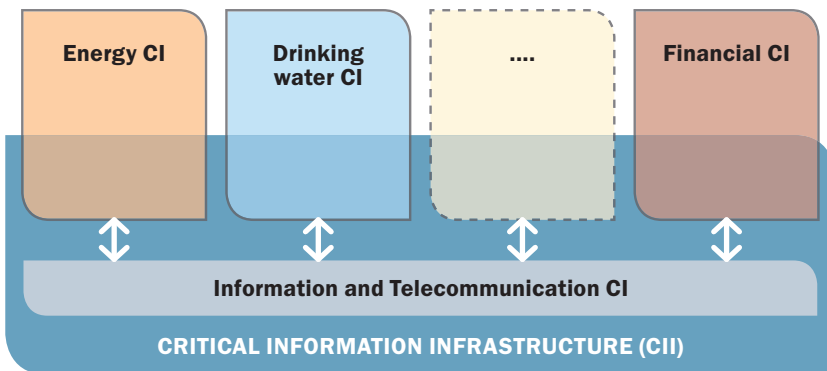 Energy CI
Drinking
water CI
....
Financial CI
Information and Telecommunication CI
CRITICAL INFORMATION INFRASTRUCTURE (CII)